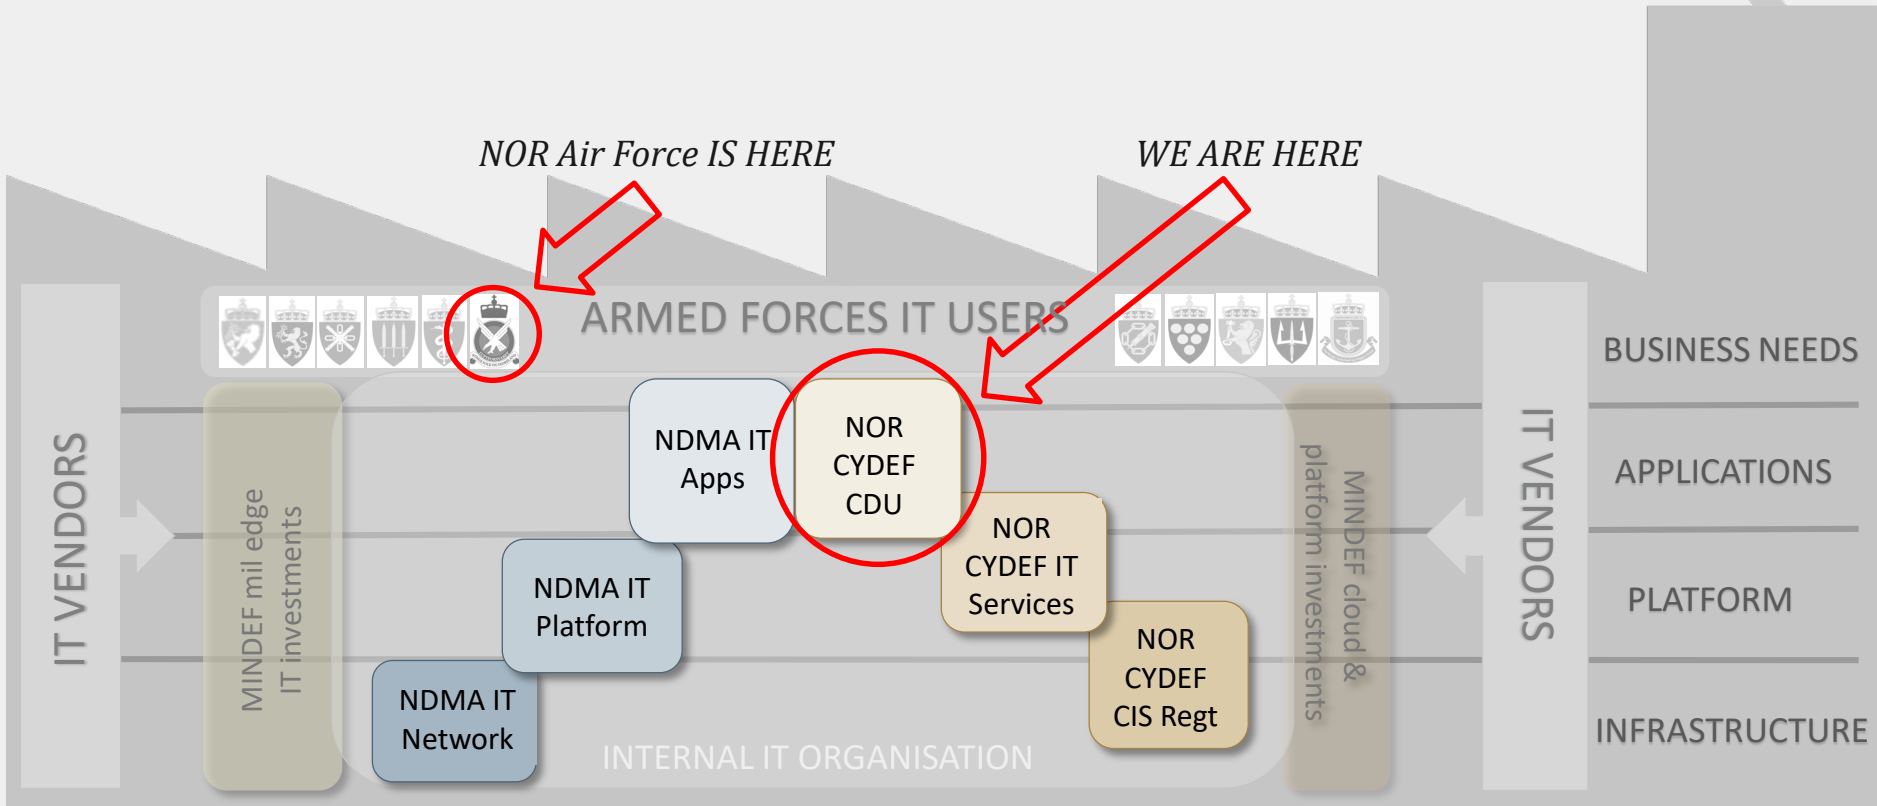 NOR Air Force IS HERE
WE ARE HERE
ARMED FORCES IT USERS
IT VENDORS
MINDEF mil edge
IT investments
NDMA IT
Apps
NOR
CYDEF
CDU
NDMA IT
Platform
NOR
CYDEF IT
Services
NDMA IT
Network
NOR
CYDEF
CIS Regt
INTERNAL IT ORGANISATION
MINDEF cloud &
platform investments
IT VENDORS
BUSINESS NEEDS
APPLICATIONS
PLATFORM
INFRASTRUCTURE